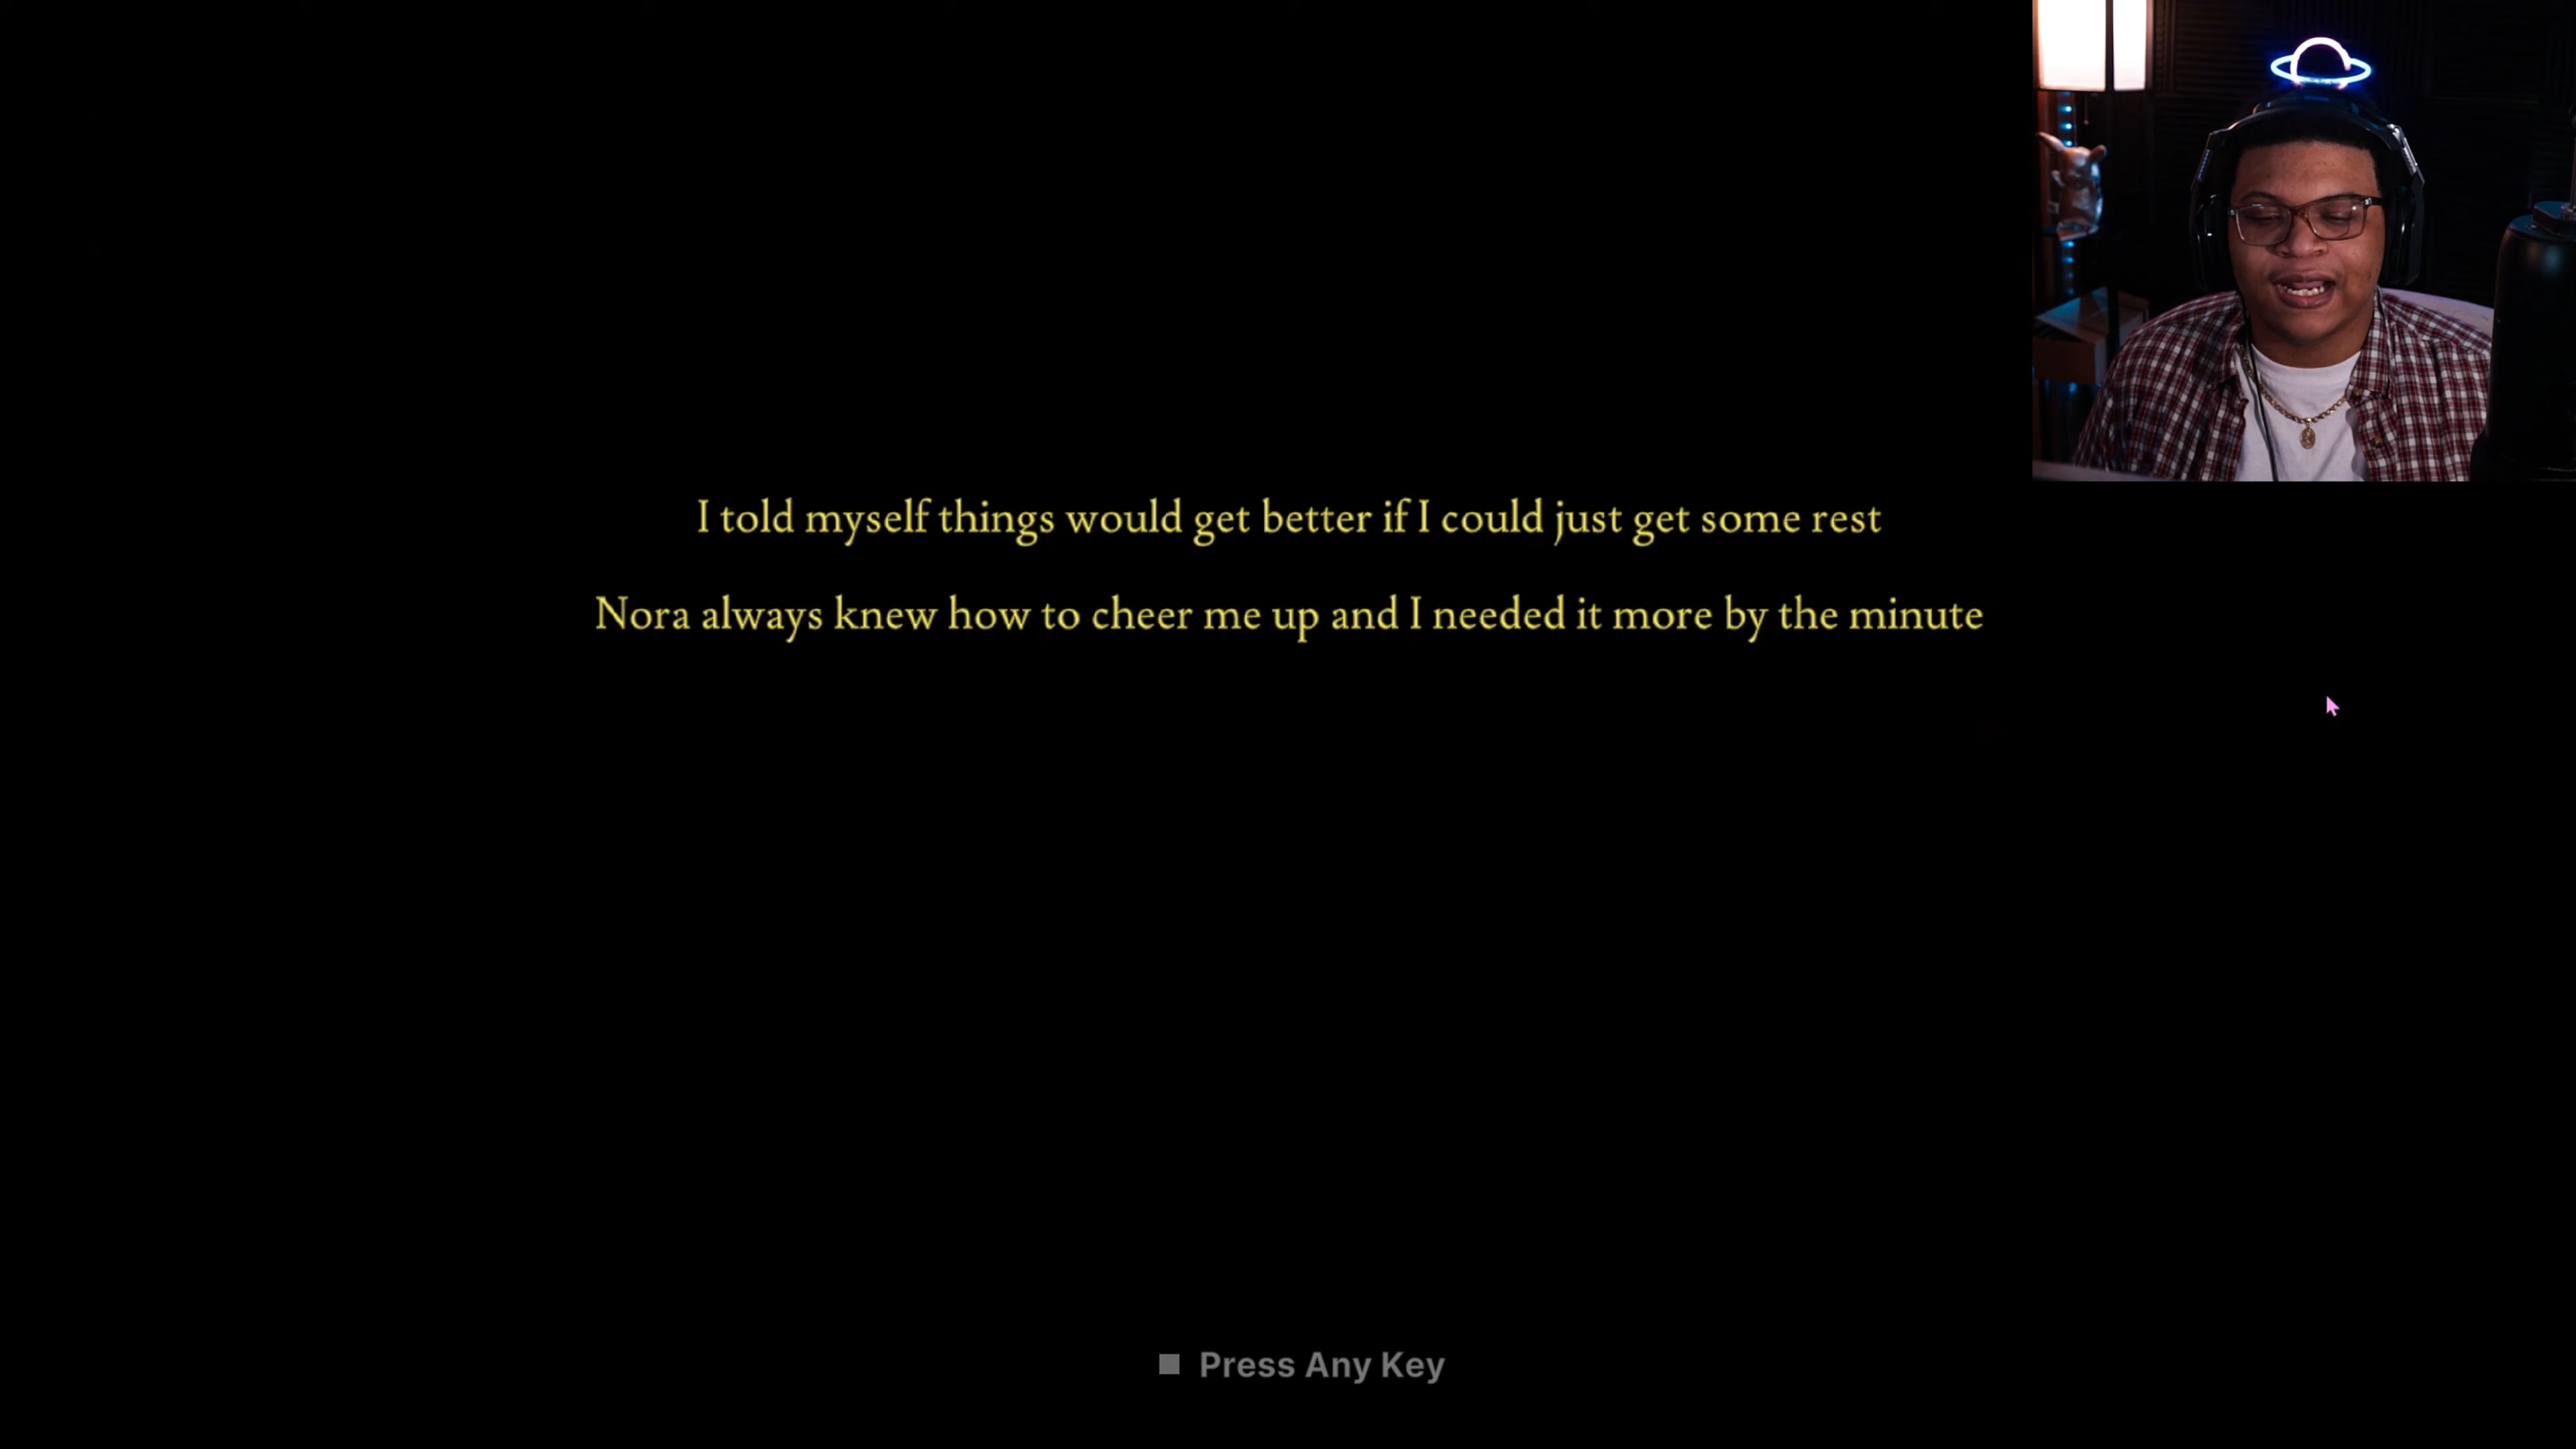 I told myself things would get better if I could just get some rest
Nora always knew how to cheer me up and I needed it more by the minute
Press Any Key